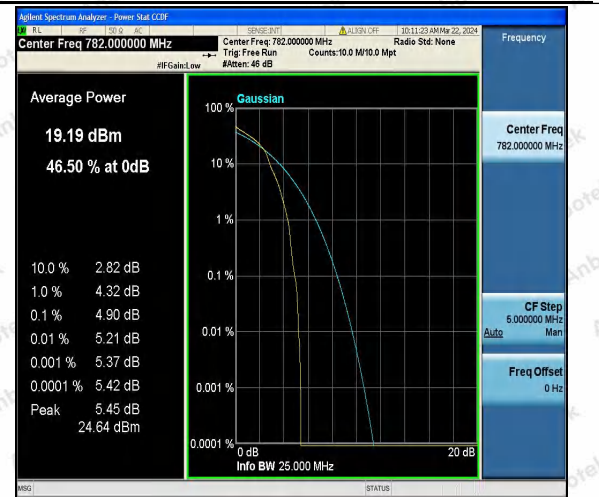 Agilent Spectrum Analyzer - Power Stat CCDF
RL RF 50 Ω AC SENSE:INT ALIGN OFF 10:11:23 AM Mar 22, 2024
Center Freq 782.000000 MHz
Center Freq: 782.000000 MHz Radio Std: None
Trig: Free Run Counts:10.0 M/10.0 Mpt
#IFGain:Low #Atten: 46 dB
Frequency
Average Power
19.19 dBm
46.50 % at 0dB
10.0 % 2.82 dB
1.0 % 4.32 dB
0.1 % 4.90 dB
0.01 % 5.21 dB
0.001 % 5.37 dB
0.0001 % 5.42 dB
Peak 5.45 dB
24.64 dBm
Gaussian
100 %
10 %
1 %
0.1 %
0.01 %
0.001 %
0.0001 %
0 dB 20 dB
Info BW 25.000 MHz
Center Freq
782.000000 MHz
CF Step
5.000000 MHz
Auto Man
Freq Offset
0 Hz
MSG STATUS